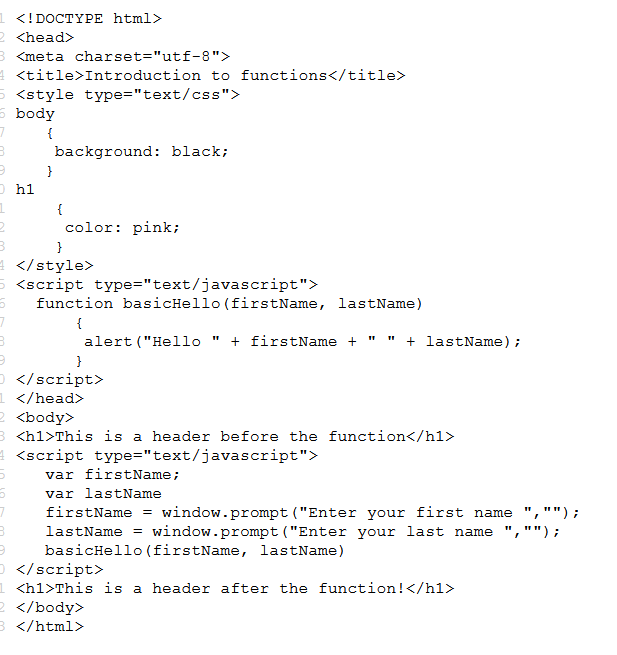 <!DOCTYPE html>
<head>
<meta charset="utf-8">
<title>Introduction to functions</title>
<style type="text/css">
body
{
background: black;
}
h1
{
color: pink;
}
</style>
<script type="text/javascript">
function basicHello(firstName, lastName)
{
alert("Hello " + firstName + " " + lastName);
}
</script>
</head>
<body>
<h1>This is a header before the function</h1>
<script type="text/javascript">
var firstName;
var lastName
firstName = window.prompt("Enter your first name ","");
lastName = window.prompt("Enter your last name ","");
basicHello(firstName, lastName)
</script>
<h1>This is a header after the function!</h1>
</body>
</html>